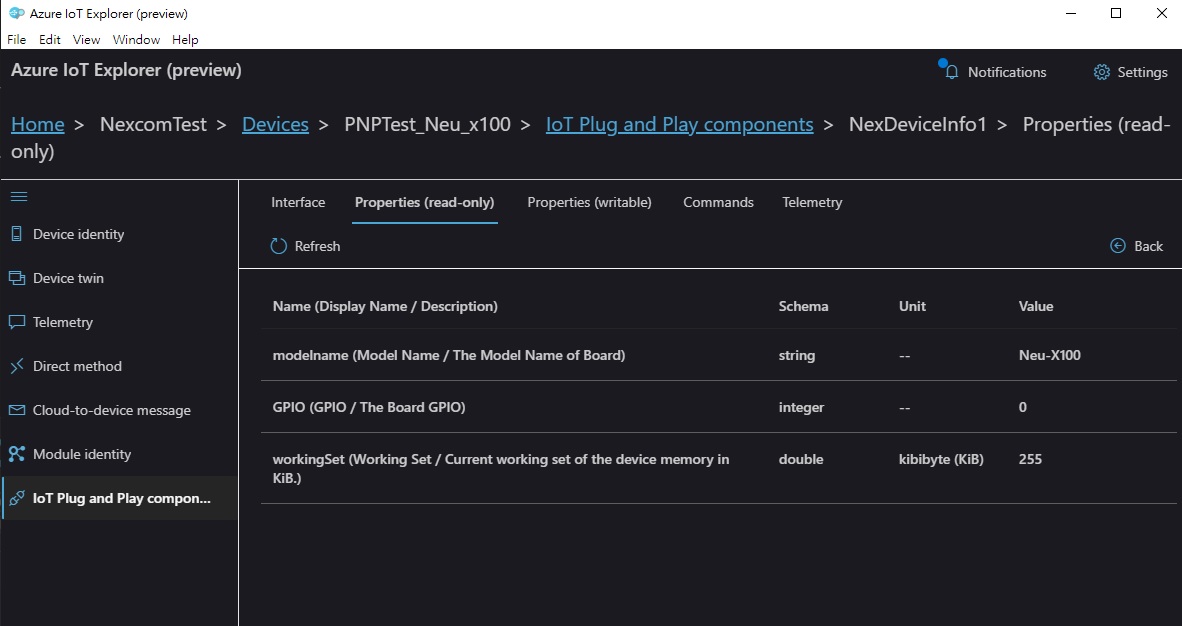 Azure IoT Explorer (preview)
File Edit View Window Help
Azure IoT Explorer (preview)
Notifications
Settings
Home > NexcomTest > Devices > PNPTest_Neu_x100 > IoT Plug and Play components > NexDeviceInfo1 > Properties (read-
only)
Device identity
Device twin
Telemetry
Direct method
Cloud-to-device message
Module identity
IoT Plug and Play compon...
Interface Properties (read-only) Properties (writable) Commands Telemetry
Refresh
Back
Name (Display Name / Description) Schema Unit Value
modelname (Model Name / The Model Name of Board) string -- Neu-X100
GPIO (GPIO / The Board GPIO) integer -- 0
workingSet (Working Set / Current working set of the device memory in double kibibyte (KiB) 255
KiB.)